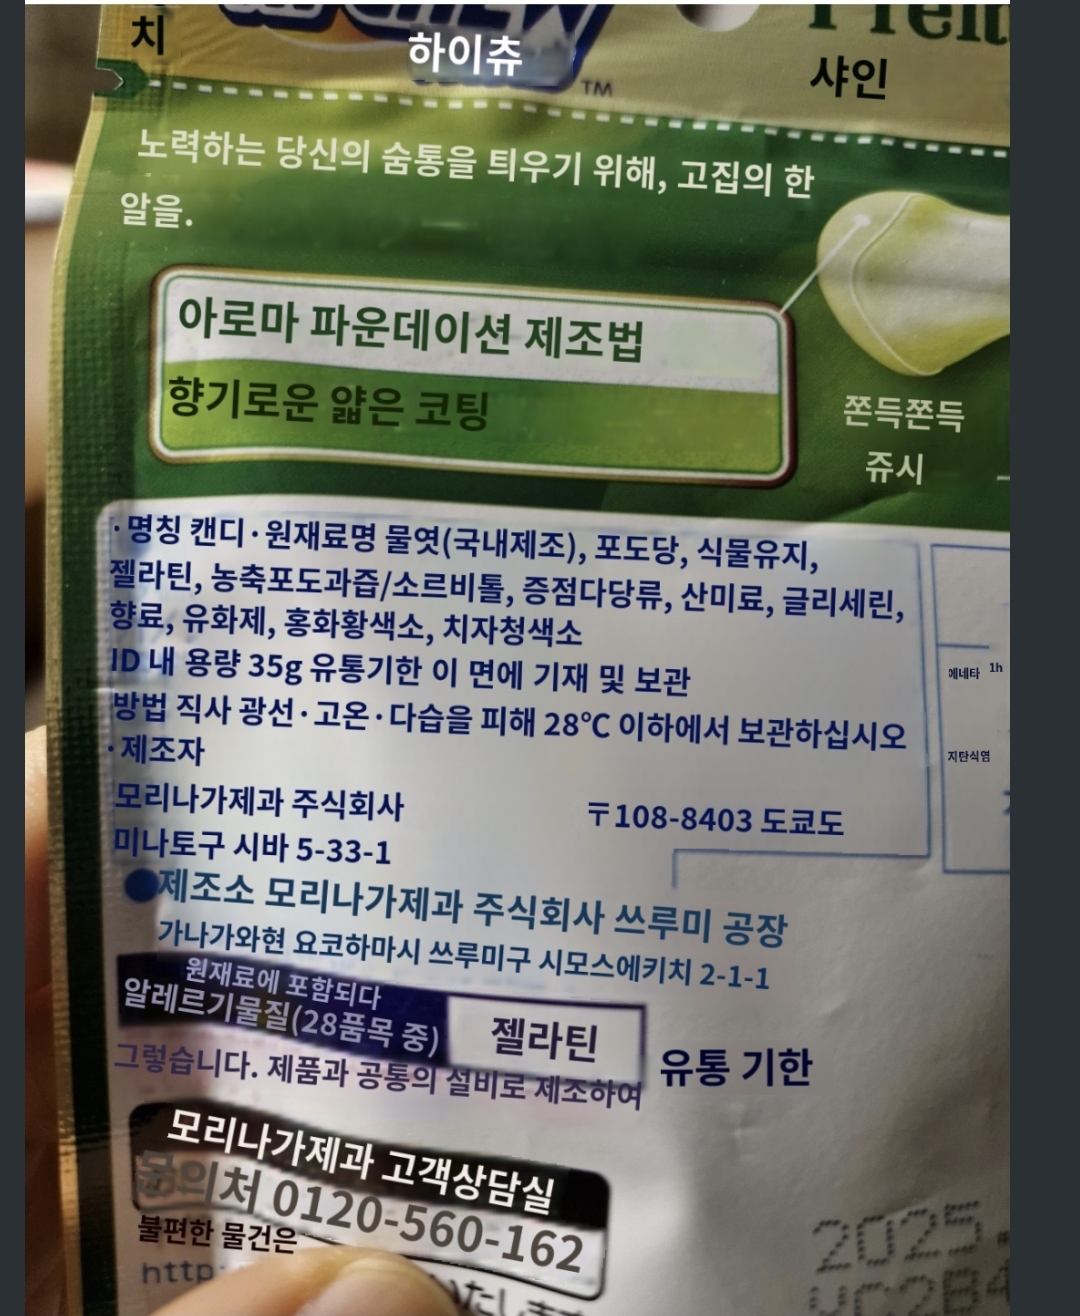 치
하이츄
TM
샤인
노력하는 당신의 숨통을 틔우기 위해, 고집의 한
알을.
아로마 파운데이션 제조법
향기로운 얇은 코팅
쫀득쫀득
쥬시
·명칭 캔디·원재료명 물엿(국내제조), 포도당, 식물유지,
젤라틴, 농축포도과즙/소르비톨, 증점다당류, 산미료, 글리세린,
향료, 유화제, 홍화황색소, 치자청색소
ID 내 용량 35g 유통기한 이 면에 기재 및 보관
방법 직사 광선·고온·다습을 피해 28℃ 이하에서 보관하십시오
·제조자
모리나가제과 주식회사 〒108-8403 도쿄도
미나토구 시바 5-33-1
●제조소 모리나가제과 주식회사 쓰루미 공장
가나가와현 요코하마시 쓰루미구 시모스에키치 2-1-1
원재료에 포함되다
알레르기물질(28품목 중)
젤라틴
그렇습니다. 제품과 공통의 설비로 제조하여
유통 기한
에네타 1h
지탄식염
모리나가제과 고객상담실
문의처 0120-560-162
불편한 물건은
http:
2025.